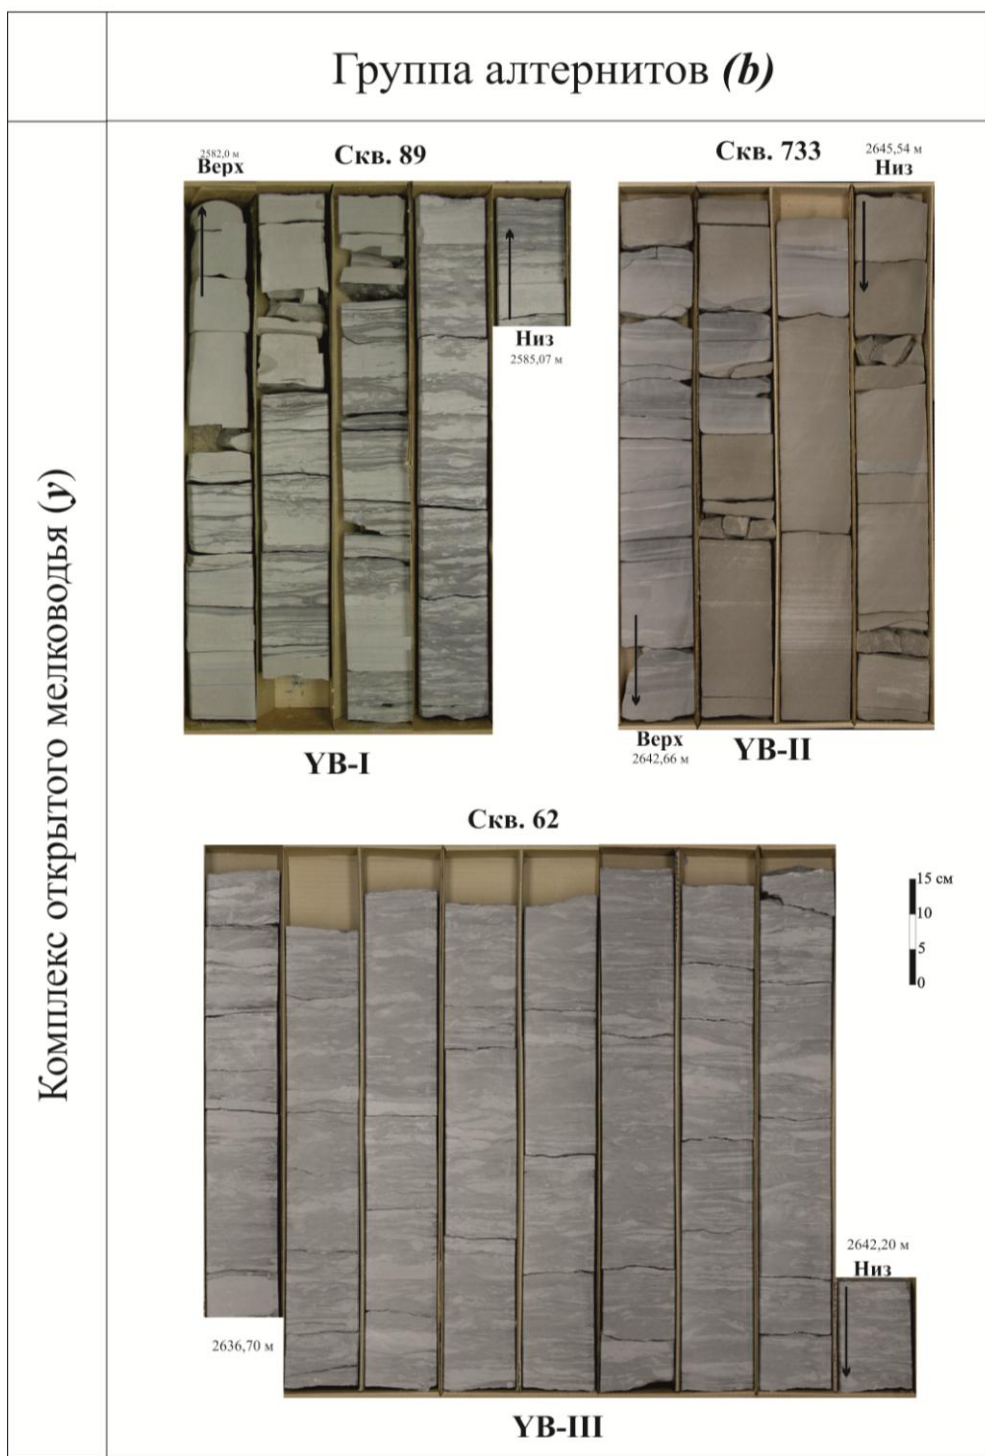 Группа алтернитов (b)
Комплекс открытого мелководья (y)
Скв. 89
2582,0 м
Верх
Низ
2585,07 м
YB-I
Скв. 733
2645,54 м
Низ
Верх
2642,66 м
YB-II
Скв. 62
15 см
10
5
0
2636,70 м
2642,20 м
Низ
YB-III